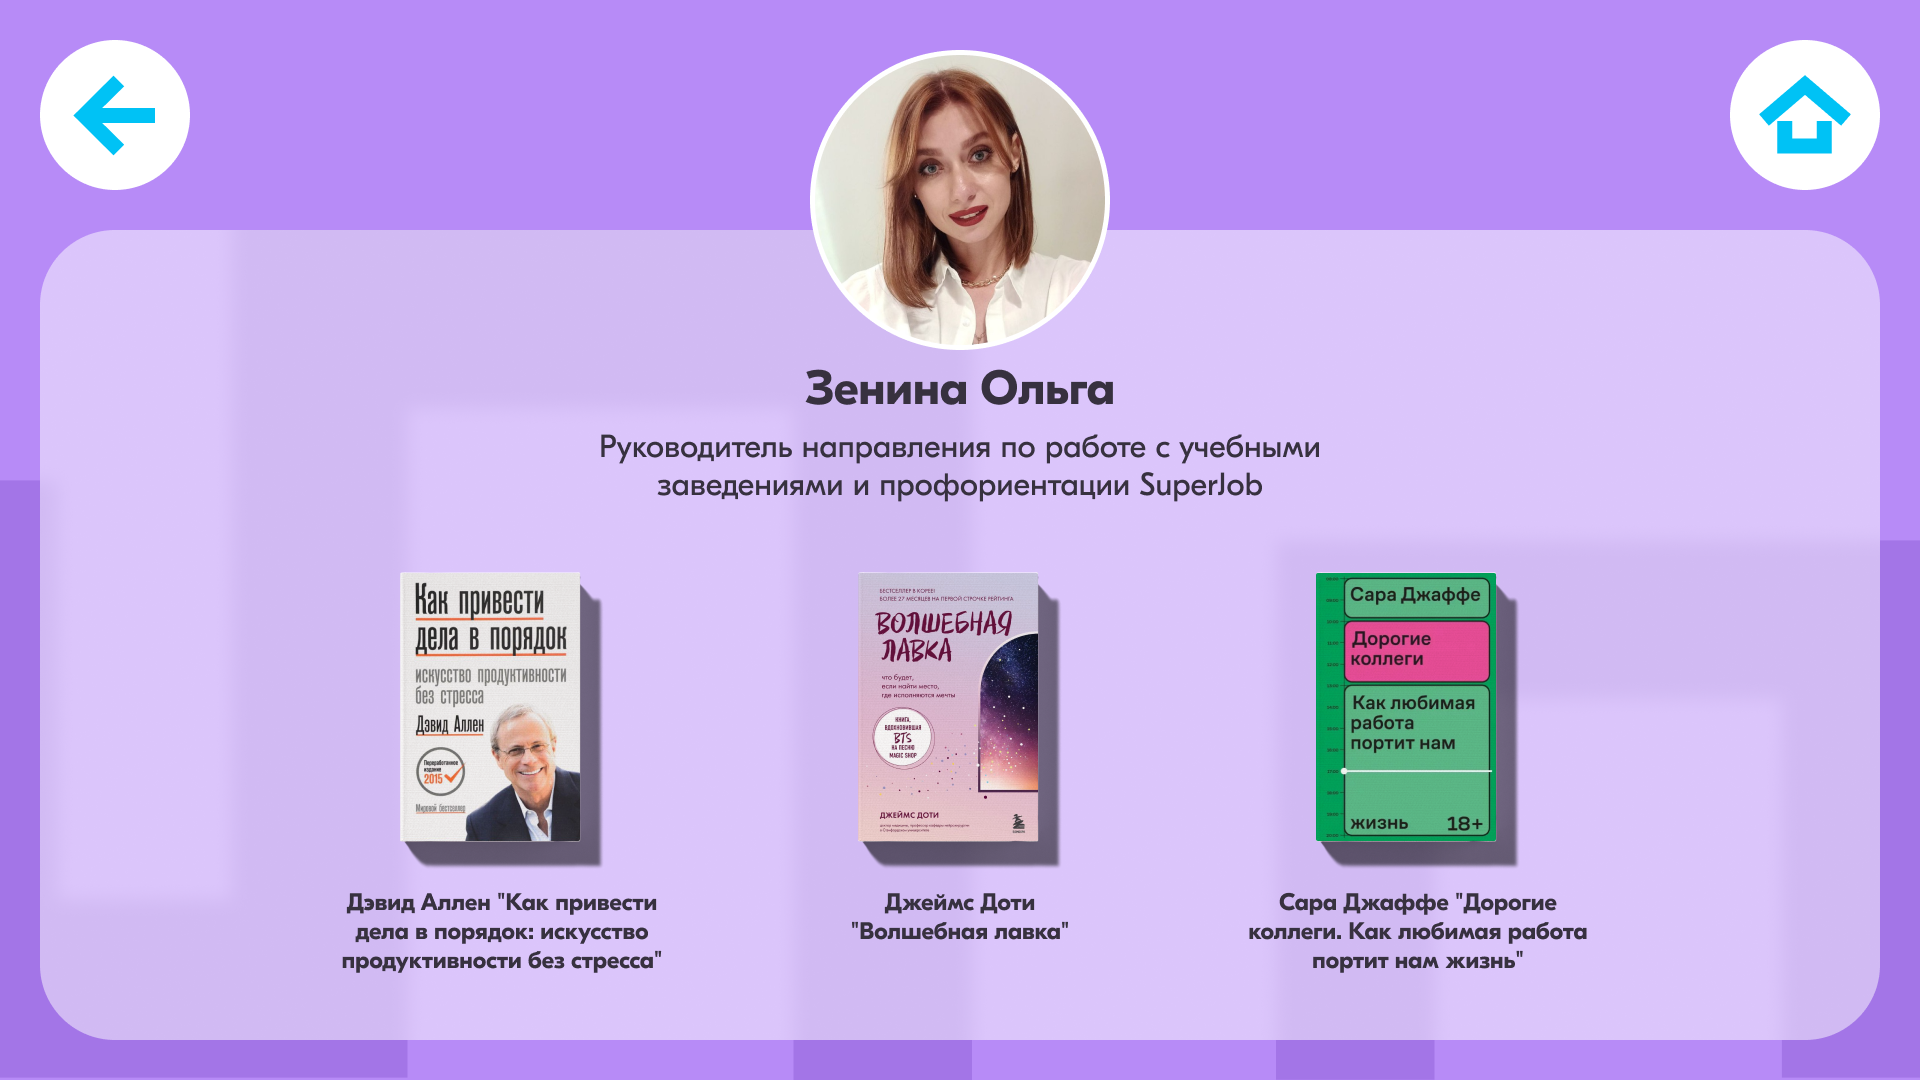 Зенина Ольга
Руководитель направления по работе с учебными
заведениями и профориентации SuperJob
Как привести
дела в порядок
искусство продуктивности
без стресса
Дэвид Аллен
Переработанное
издание
2015
Мировой бестселлер
БЕСТСЕЛЛЕР В КОРЕЕ!
БОЛЕЕ 27 МЕСЯЦЕВ НА ПЕРВОЙ СТРОЧКЕ РЕЙТИНГА
ВОЛШЕБНАЯ
ЛАВКА
что будет,
если найти место,
где исполняются мечты
КНИГА,
ВДОХНОВИВШАЯ
BTS
НА ПЕСНЮ
MAGIC SHOP
ДЖЕЙМС ДОТИ
Сара Джаффе
Дорогие
коллеги
Как любимая
работа
портит нам
жизнь 18+
Дэвид Аллен "Как привести
дела в порядок: искусство
продуктивности без стресса"
Джеймс Доти
"Волшебная лавка"
Сара Джаффе "Дорогие
коллеги. Как любимая работа
портит нам жизнь"